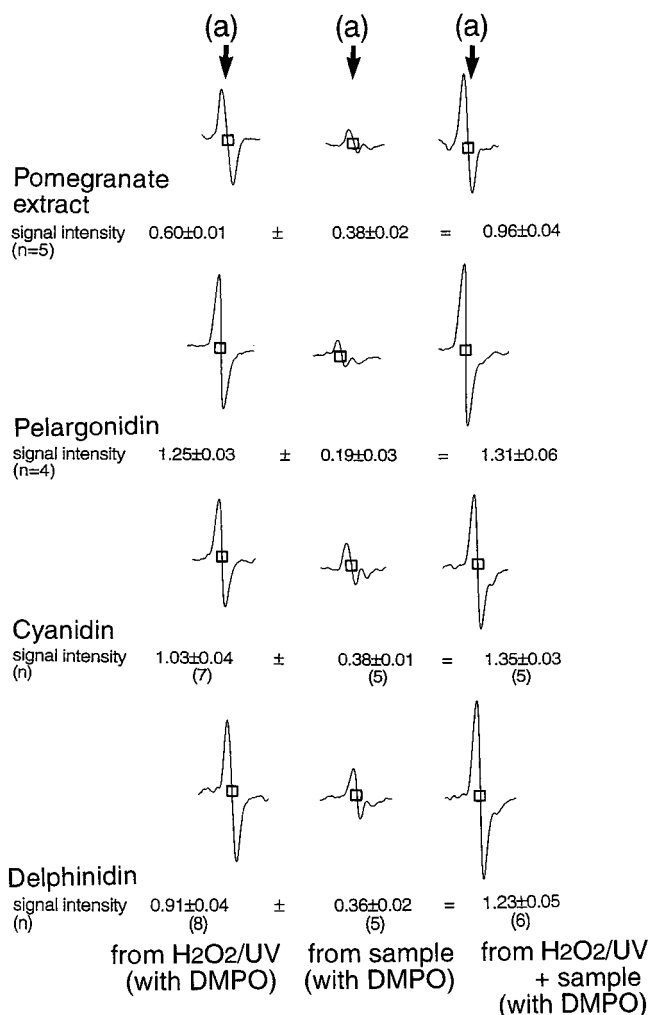 (a) (a) (a)
Pomegranate
extract
signal intensity 0.60±0.01 ± 0.38±0.02 = 0.96±0.04
(n=5)
Pelargonidin
signal intensity 1.25±0.03 ± 0.19±0.03 = 1.31±0.06
(n=4)
Cyanidin
signal intensity 1.03±0.04 ± 0.38±0.01 = 1.35±0.03
(n) (7) (5) (5)
Delphinidin
signal intensity 0.91±0.04 ± 0.36±0.02 = 1.23±0.05
(n) (8) (5) (6)
from H2O2/UV from sample from H2O2/UV
(with DMPO) (with DMPO) + sample
(with DMPO)